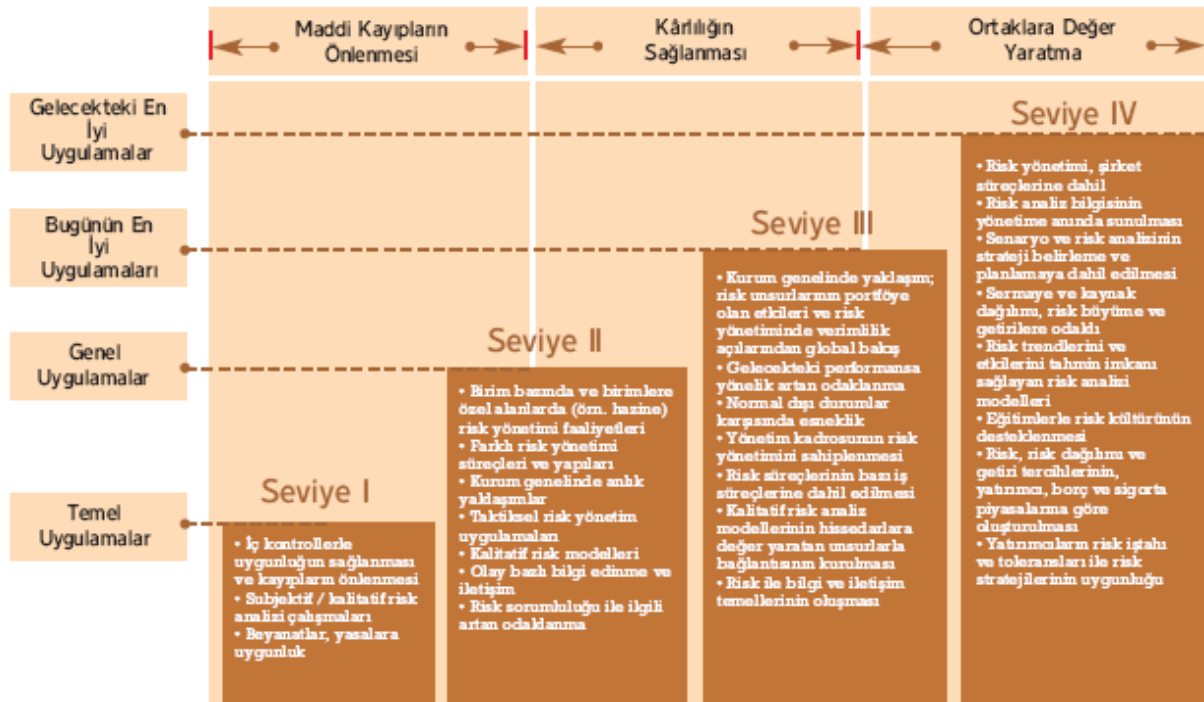 Maddi Kayıpların
Önlenmesi
Kârlılığın
Sağlanması
Ortaklara Değer
Yaratma
Gelecekteki En
İyi
Uygulamalar
Bugünün En
İyi
Uygulamaları
Genel
Uygulamalar
Temel
Uygulamalar
Seviye I
• İç kontrollerle
uygunluğun sağlanması
ve kayıpların önlenmesi
• Subjektif / kalitatif risk
analizi çalışmaları
• Beyanatlar, yasalara
uygunluk
Seviye II
• Birim bazında ve birimlere
özel alanlarda (örn. hazine)
risk yönetimi faaliyetleri
• Farklı risk yönetimi
süreçleri ve yapıları
• Kurum genelinde anlık
yaklaşımlar
• Taktiksel risk yönetim
uygulamaları
• Kalitatif risk modelleri
• Olay bazlı bilgi edinme ve
iletişim
• Risk sorumluluğu ile ilgili
artan odaklanma
Seviye III
• Kurum genelinde yaklaşım;
risk unsurlarının portföye
olan etkileri ve risk
yönetiminde verimlilik
açılarından global bakış
• Gelecekteki performansa
yönelik artan odaklanma
• Normal dışı durumlar
karşısında esneklik
• Yönetim kadrosunun risk
yönetimini sahiplenmesi
• Risk süreçlerinin bazı iş
süreçlerine dahil edilmesi
• Kalitatif risk analiz
modellerinin hissedarlara
değer yaratan unsurlarla
bağlantısının kurulması
• Risk ile bilgi ve iletişim
temellerinin oluşması
Seviye IV
• Risk yönetimi, şirket
süreçlerine dahil
• Risk analiz bilgisinin
yönetime anında sunulması
• Senaryo ve risk analizinin
strateji belirleme ve
planlamaya dahil edilmesi
• Sermaye ve kaynak
dağılımı, risk büyüme ve
getirilere odaklı
• Risk trendlerini ve
etkilerini tahmin imkanı
sağlayan risk analizi
modelleri
• Eğitimlerle risk kültürünün
desteklenmesi
• Risk, risk dağılımı ve
getiri tercihlerinin,
yatırımcı, borç ve sigorta
piyasalarına göre
oluşturulması
• Yatırımcıların risk iştahı
ve toleransları ile risk
stratejilerinin uygunluğu